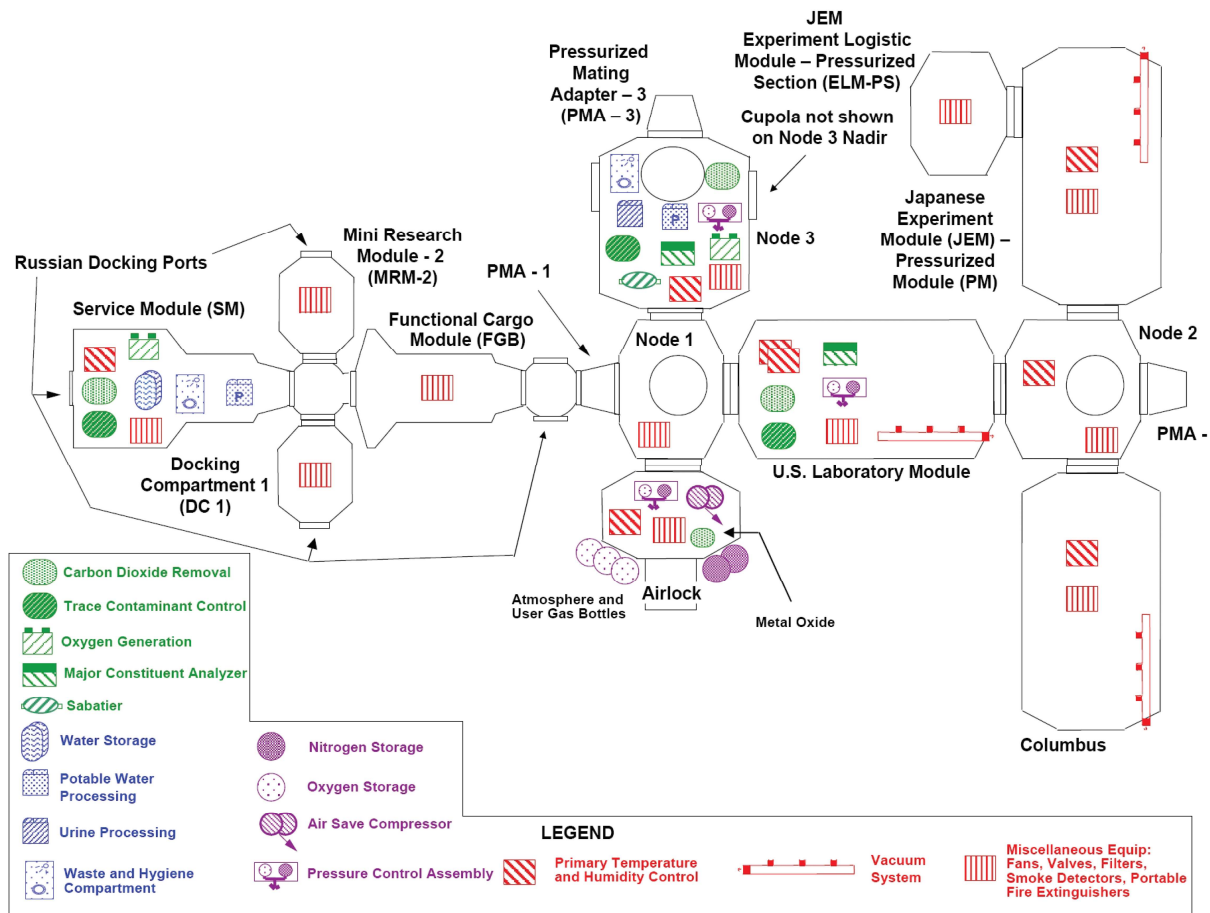 JEM
Experiment Logistic
Module – Pressurized
Section (ELM-PS)
Pressurized
Mating
Adapter – 3
(PMA – 3)
Cupola not shown
on Node 3 Nadir
Japanese
Experiment
Module (JEM) –
Pressurized
Module (PM)
Node 3
Mini Research
Module - 2
(MRM-2)
Russian Docking Ports
PMA - 1
Service Module (SM)
Functional Cargo
Module (FGB)
Node 1
Node 2
P
P
PMA -
U.S. Laboratory Module
Docking
Compartment 1
(DC 1)
Airlock
Atmosphere and
User Gas Bottles
Metal Oxide
Columbus
Carbon Dioxide Removal
Trace Contaminant Control
Oxygen Generation
Major Constituent Analyzer
Sabatier
Water Storage
Potable Water
Processing
Urine Processing
Waste and Hygiene
Compartment
Nitrogen Storage
Oxygen Storage
Air Save Compressor
Pressure Control Assembly
LEGEND
Primary Temperature
and Humidity Control
Vacuum
System
Miscellaneous Equip:
Fans, Valves, Filters,
Smoke Detectors, Portable
Fire Extinguishers